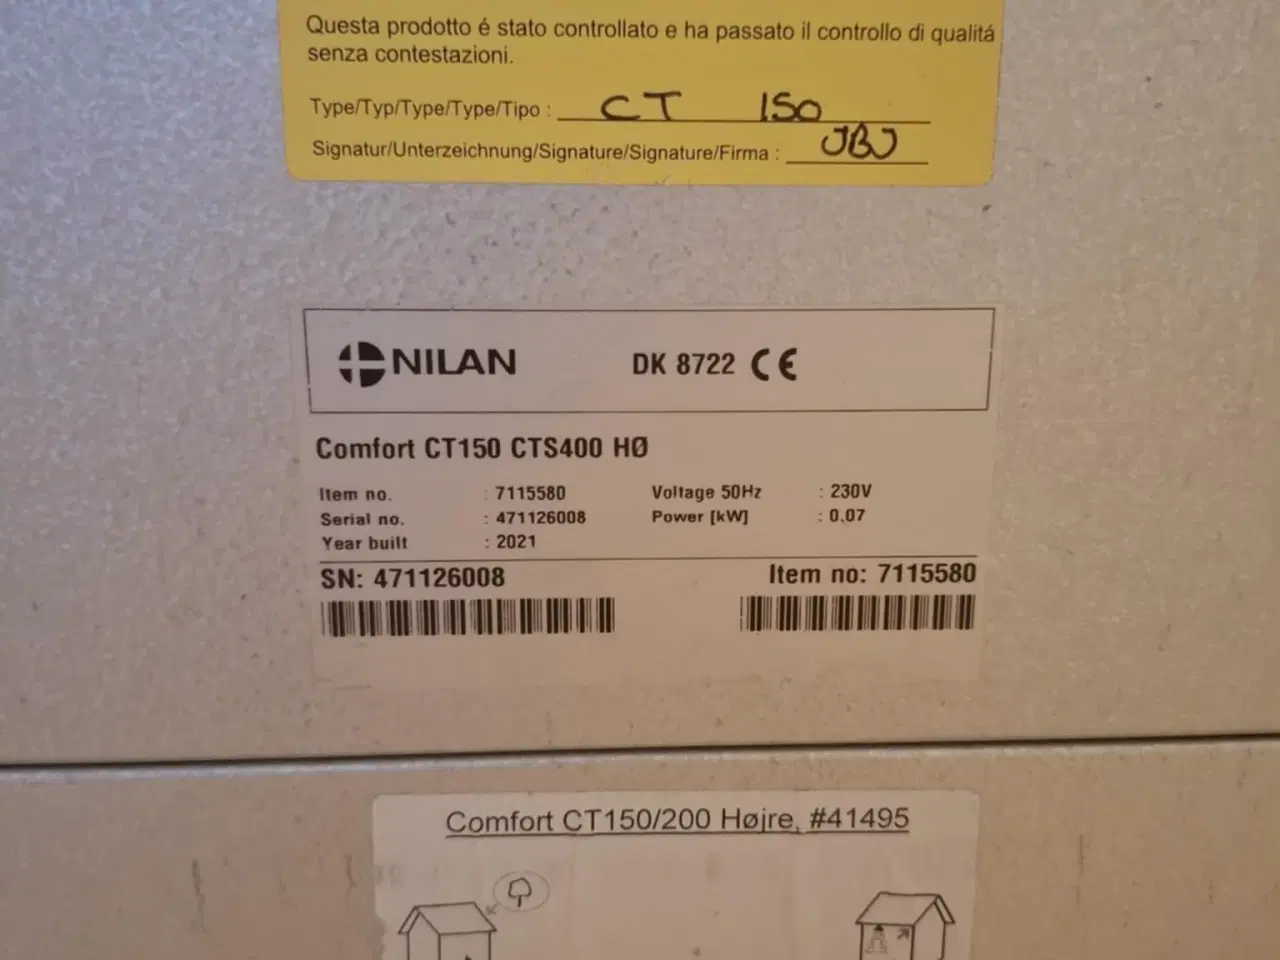 Questa prodotto é stato controllato e ha passato il controllo di qualitá
senza contestazioni.
Type/Typ/Type/Type/Tipo : CT 150
Signatur/Unterzeichnung/Signature/Signature/Firma : JBJ
NILAN DK 8722 CE
Comfort CT150 CTS400 HØ
Item no. : 7115580 Voltage 50Hz : 230V
Serial no. : 471126008 Power [kW] : 0.07
Year built : 2021
SN: 471126008 Item no: 7115580
Comfort CT150/200 Højre, #41495